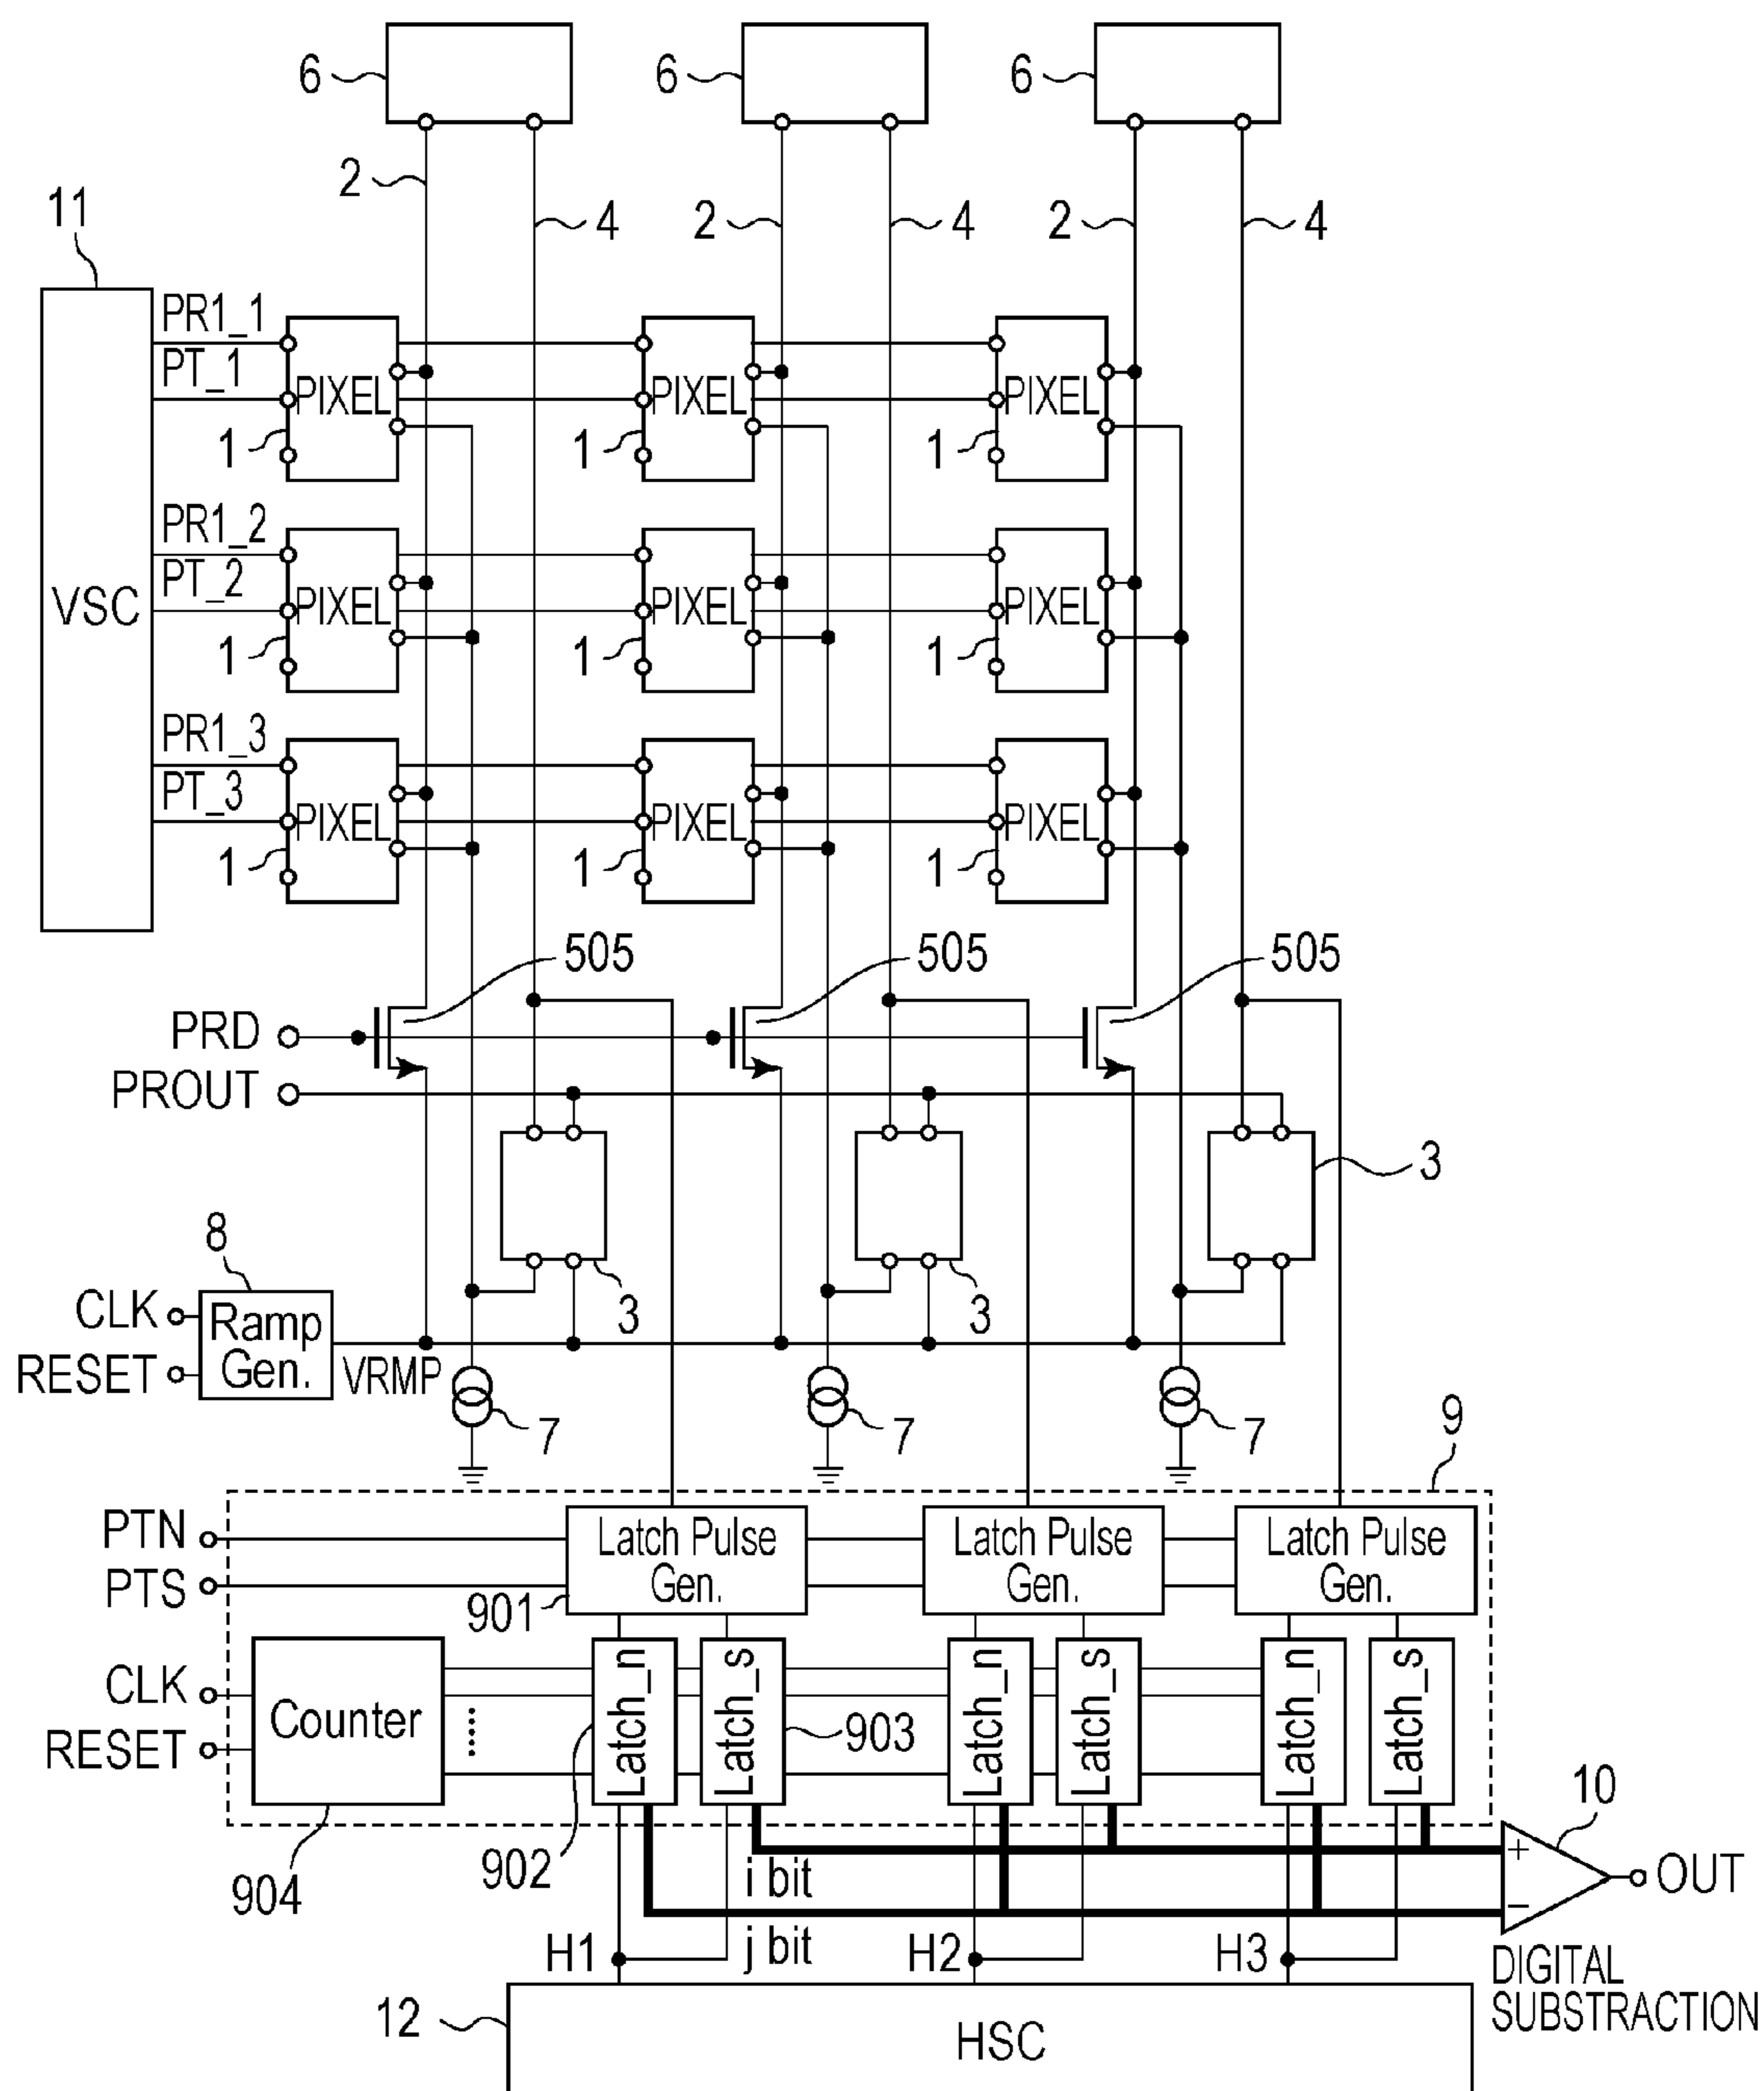 6 6 6
2
11 4 2 4 2 4
PR1_1
PT_1 PIXEL PIXEL PIXEL
1 1 1
PR1_2
PT_2
VSC PIXEL PIXEL PIXEL
1 1 1
PR1_3
PT_3
PIXEL PIXEL PIXEL
1 1 1
505 505 505
PRD
PROUT
3
8
CLK Ramp 3 3
RESET Gen. VRMP
7 7 7
9
PTN Latch Pulse Latch Pulse Latch Pulse
PTS Gen. Gen. Gen.
901
Latch_n Latch_s Latch_n Latch_s Latch_n Latch_s
CLK Counter ......
RESET 903
10
904 902 i bit + OUT
j bit −
H1 H2 H3
DIGITAL
SUBSTRACTION
12 HSC